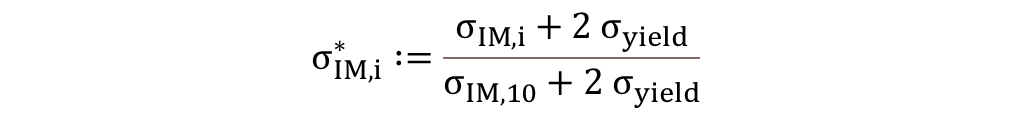 σ*IM,i := (σIM,i + 2 σyield) / (σIM,10 + 2 σyield)